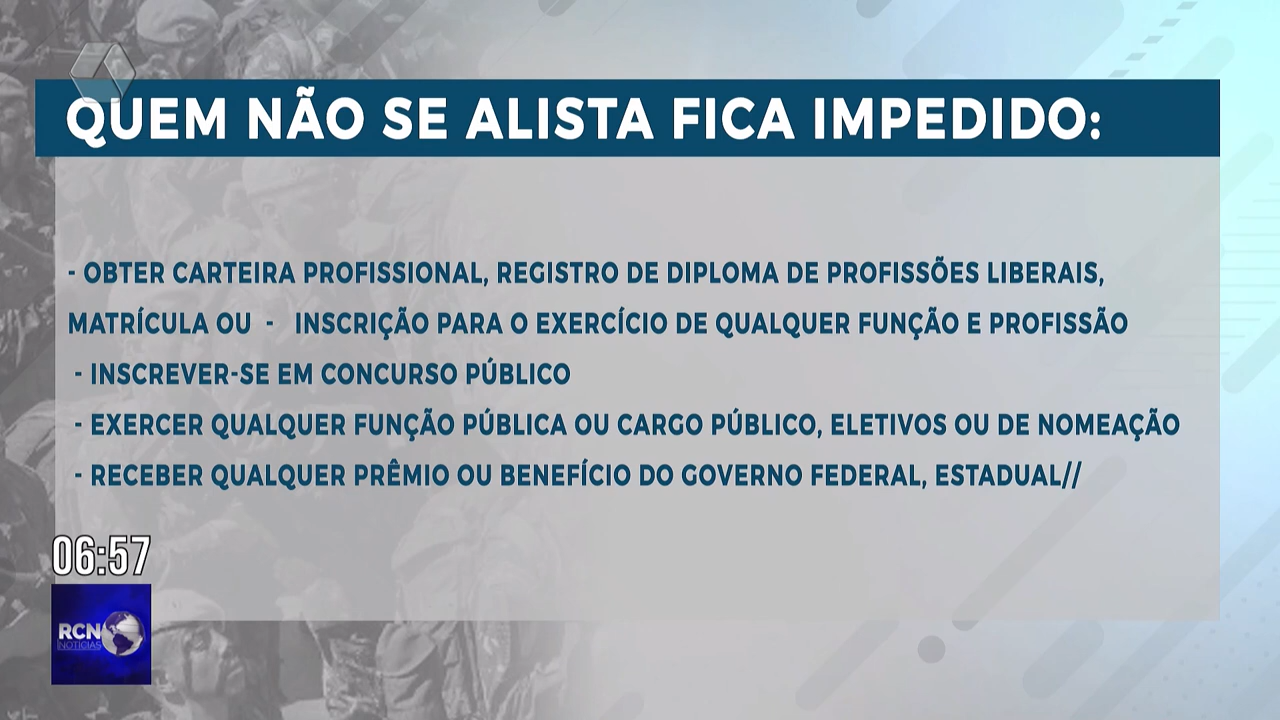 QUEM NÃO SE ALISTA FICA IMPEDIDO:
- OBTER CARTEIRA PROFISSIONAL, REGISTRO DE DIPLOMA DE PROFISSÕES LIBERAIS,
MATRÍCULA OU - INSCRIÇÃO PARA O EXERCÍCIO DE QUALQUER FUNÇÃO E PROFISSÃO
- INSCREVER-SE EM CONCURSO PÚBLICO
- EXERCER QUALQUER FUNÇÃO PÚBLICA OU CARGO PÚBLICO, ELETIVOS OU DE NOMEAÇÃO
- RECEBER QUALQUER PRÊMIO OU BENEFÍCIO DO GOVERNO FEDERAL, ESTADUAL//
06:57
RCN
NOTÍCIAS